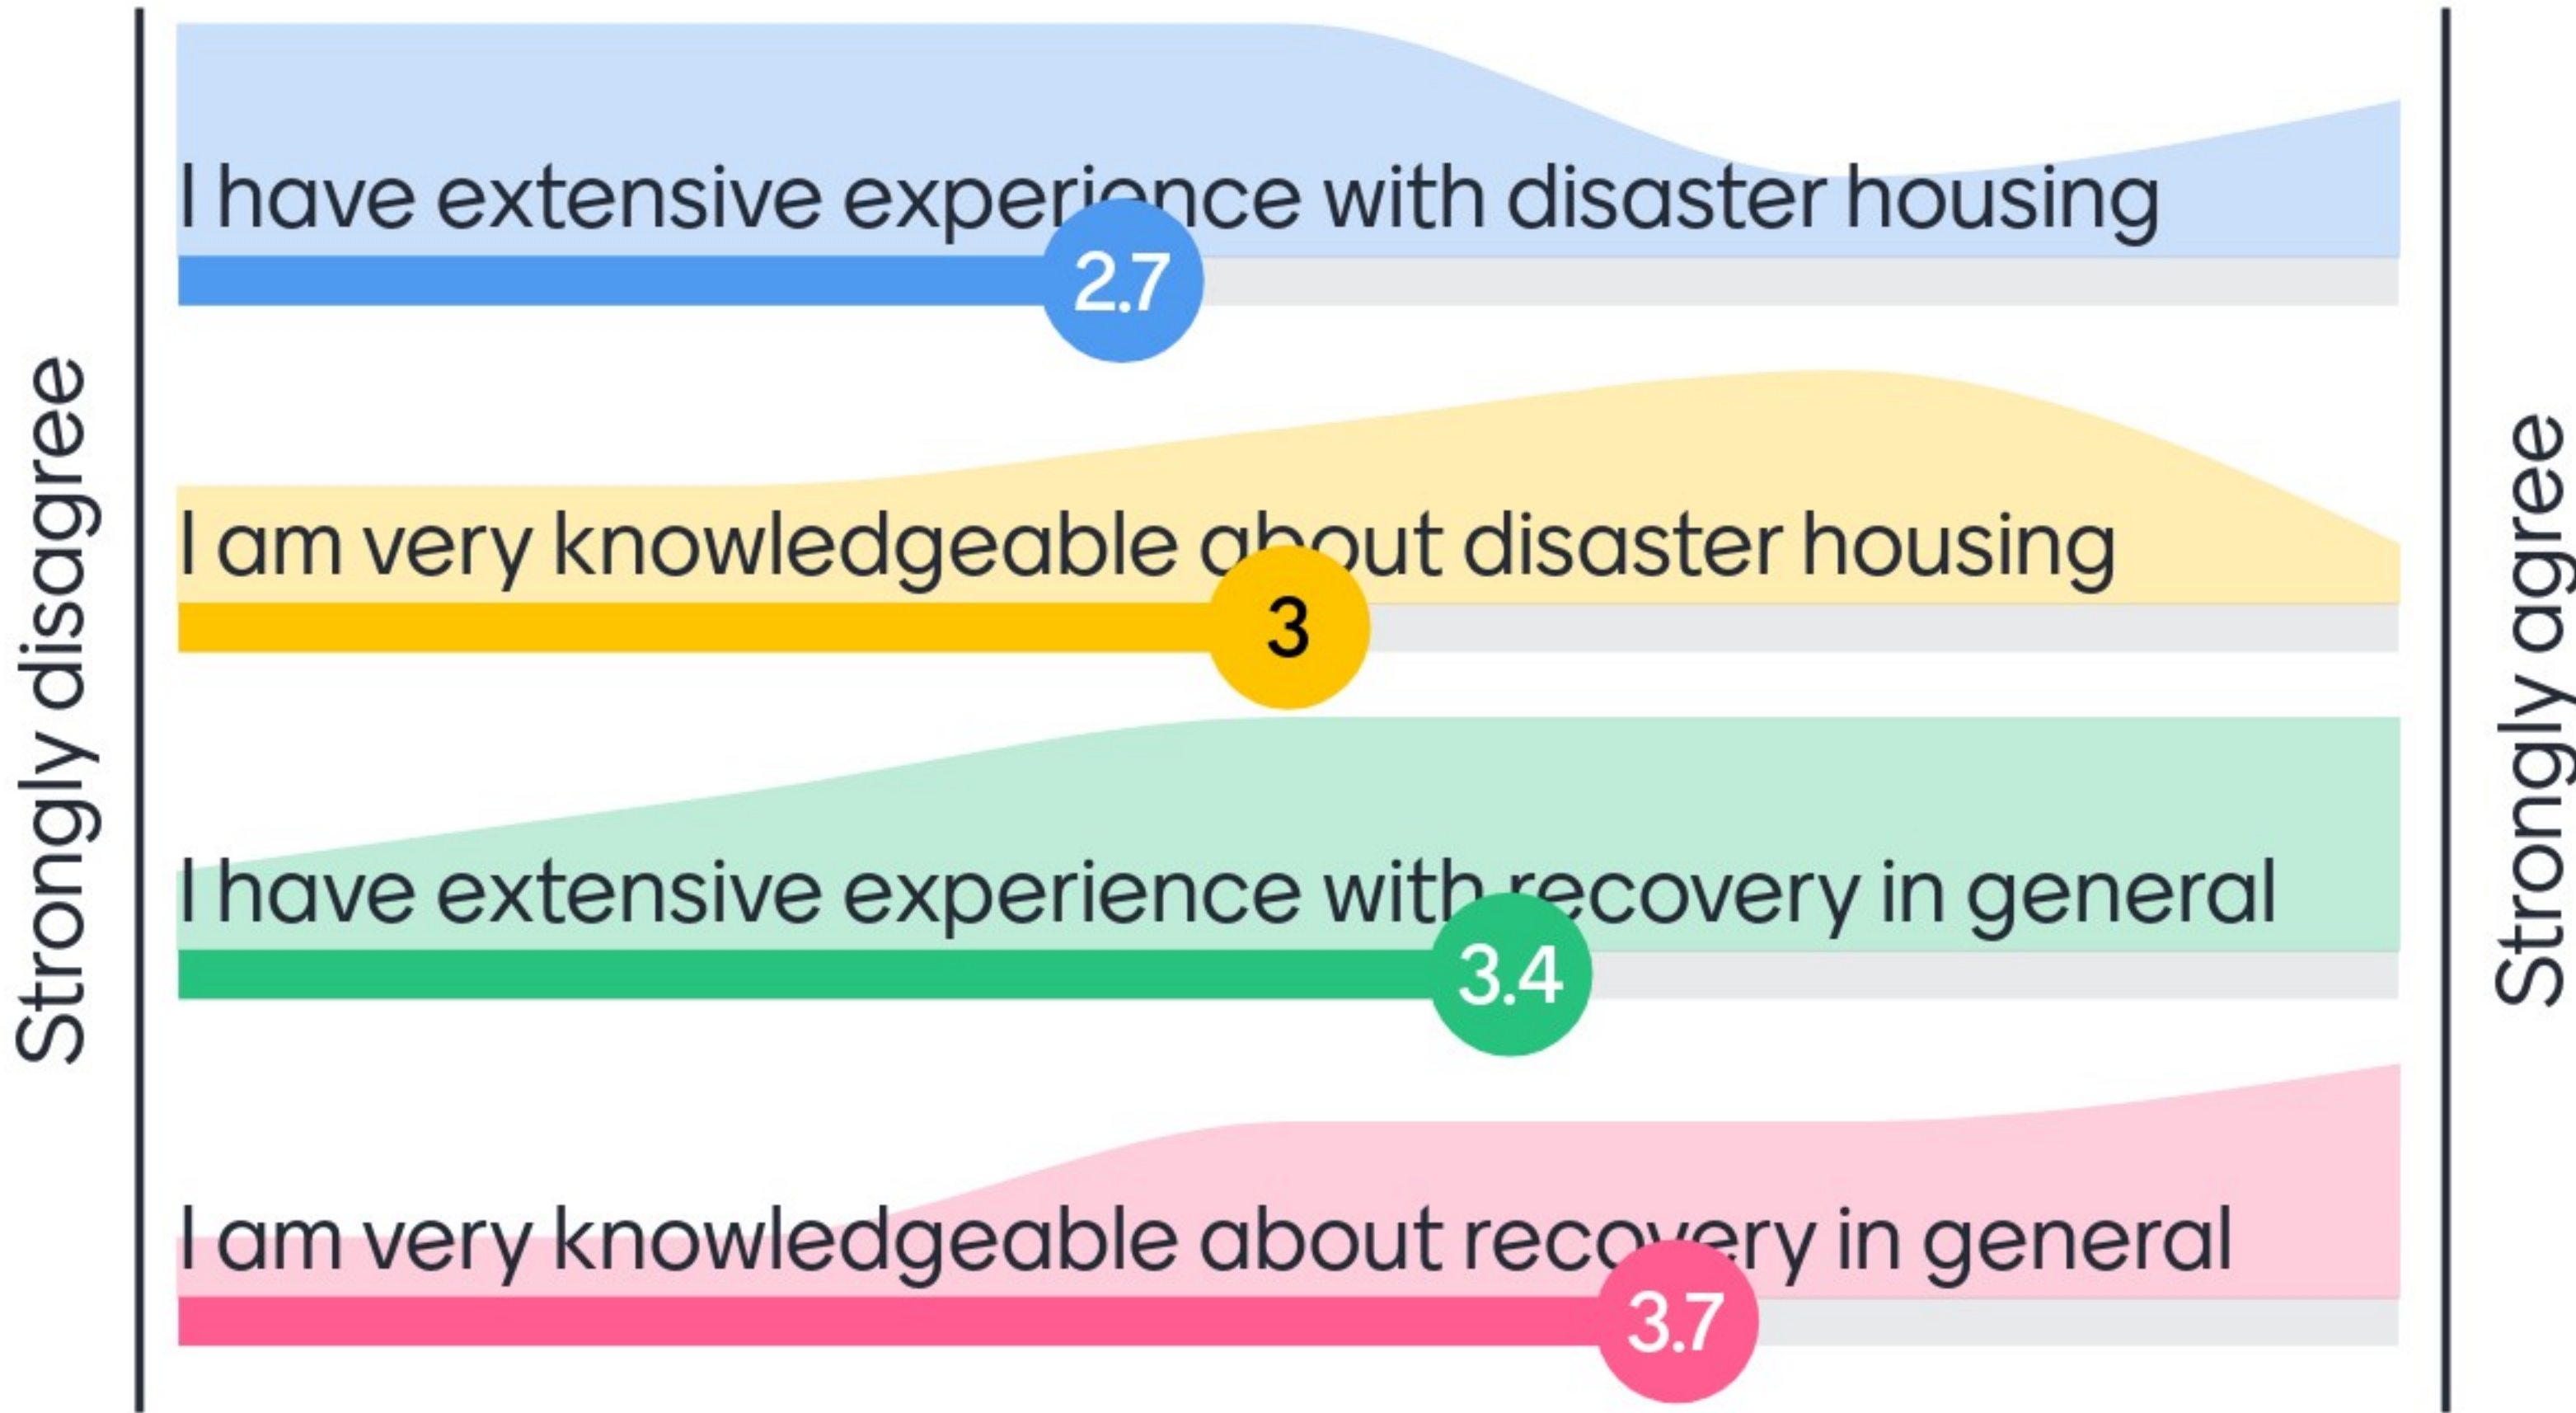 Strongly disagree
I have extensive experience with disaster housing
2.7
I am very knowledgeable about disaster housing
3
I have extensive experience with recovery in general
3.4
I am very knowledgeable about recovery in general
3.7
Strongly agree